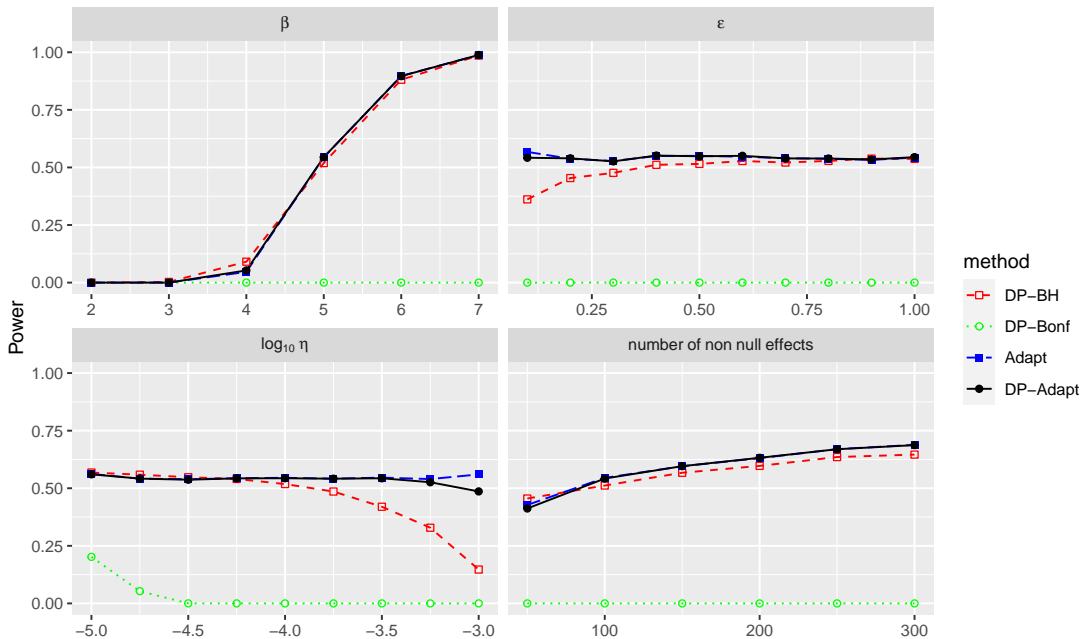 β
ε
1.00
0.75
0.50
0.25
0.00
2 3 4 5 6 7
0.25 0.50 0.75 1.00
Power
log₁₀ η
number of non null effects
1.00
0.75
0.50
0.25
0.00
−5.0 −4.5 −4.0 −3.5 −3.0
100 200 300
method
DP−BH
DP−Bonf
Adapt
DP−Adapt